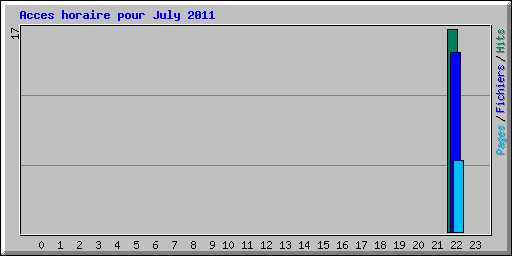 Acces horaire pour July 2011
17
Pages/Fichiers/Hits
0 1 2 3 4 5 6 7 8 9 10 11 12 13 14 15 16 17 18 19 20 21 22 23